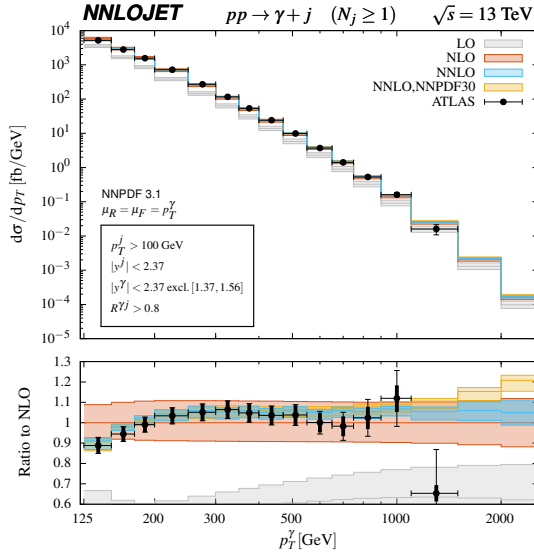 NNLOJET pp → γ + j (N_j ≥ 1) √s = 13 TeV
LO
NLO
NNLO
NNLO,NNPDF30
ATLAS
dσ/dp_T [fb/GeV]
10^5
10^4
10^3
10^2
10^1
10^0
10^-1
10^-2
10^-3
10^-4
10^-5
NNPDF 3.1
μ_R = μ_F = p_T^γ
p_T^j > 100 GeV
|y^j| < 2.37
|y^γ| < 2.37 excl. [1.37, 1.56]
R^γj > 0.8
Ratio to NLO
1.3
1.2
1.1
1
0.9
0.8
0.7
0.6
125 200 300 500 1000 2000
p_T^γ [GeV]